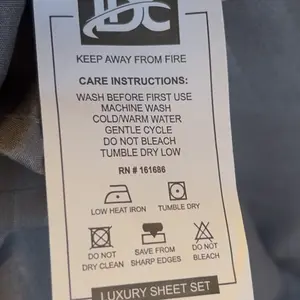 JDC
KEEP AWAY FROM FIRE
CARE INSTRUCTIONS:
WASH BEFORE FIRST USE
MACHINE WASH
COLD/WARM WATER
GENTLE CYCLE
DO NOT BLEACH
TUMBLE DRY LOW
RN # 161686
LOW HEAT IRON
TUMBLE DRY
DO NOT
DRY CLEAN
SAVE FROM
SHARP EDGES
DO NOT
BLEACH
LUXURY SHEET SET